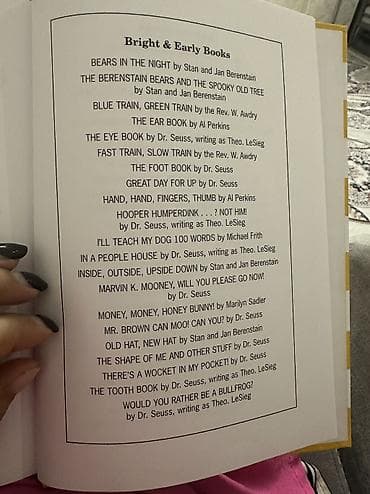 Bright & Early Books
BEARS IN THE NIGHT by Stan and Jan Berenstain
THE BERENSTAIN BEARS AND THE SPOOKY OLD TREE
by Stan and Jan Berenstain
BLUE TRAIN, GREEN TRAIN by the Rev. W. Awdry
THE EAR BOOK by Al Perkins
THE EYE BOOK by Dr. Seuss, writing as Theo. LeSieg
FAST TRAIN, SLOW TRAIN by the Rev. W. Awdry
THE FOOT BOOK by Dr. Seuss
GREAT DAY FOR UP by Dr. Seuss
HAND, HAND, FINGERS, THUMB by Al Perkins
HOOPER HUMPERDINK . . . ? NOT HIM!
by Dr. Seuss, writing as Theo. LeSieg
I'LL TEACH MY DOG 100 WORDS by Michael Frith
IN A PEOPLE HOUSE by Dr. Seuss, writing as Theo. LeSieg
INSIDE, OUTSIDE, UPSIDE DOWN by Stan and Jan Berenstain
MARVIN K. MOONEY, WILL YOU PLEASE GO NOW!
by Dr. Seuss
MONEY, MONEY, HONEY BUNNY! by Marilyn Sadler
MR. BROWN CAN MOO! CAN YOU? by Dr. Seuss
OLD HAT, NEW HAT by Stan and Jan Berenstain
THE SHAPE OF ME AND OTHER STUFF by Dr. Seuss
THERE'S A WOCKET IN MY POCKET! by Dr. Seuss
THE TOOTH BOOK by Dr. Seuss, writing as Theo. LeSieg
WOULD YOU RATHER BE A BULLFROG?
by Dr. Seuss, writing as Theo. LeSieg